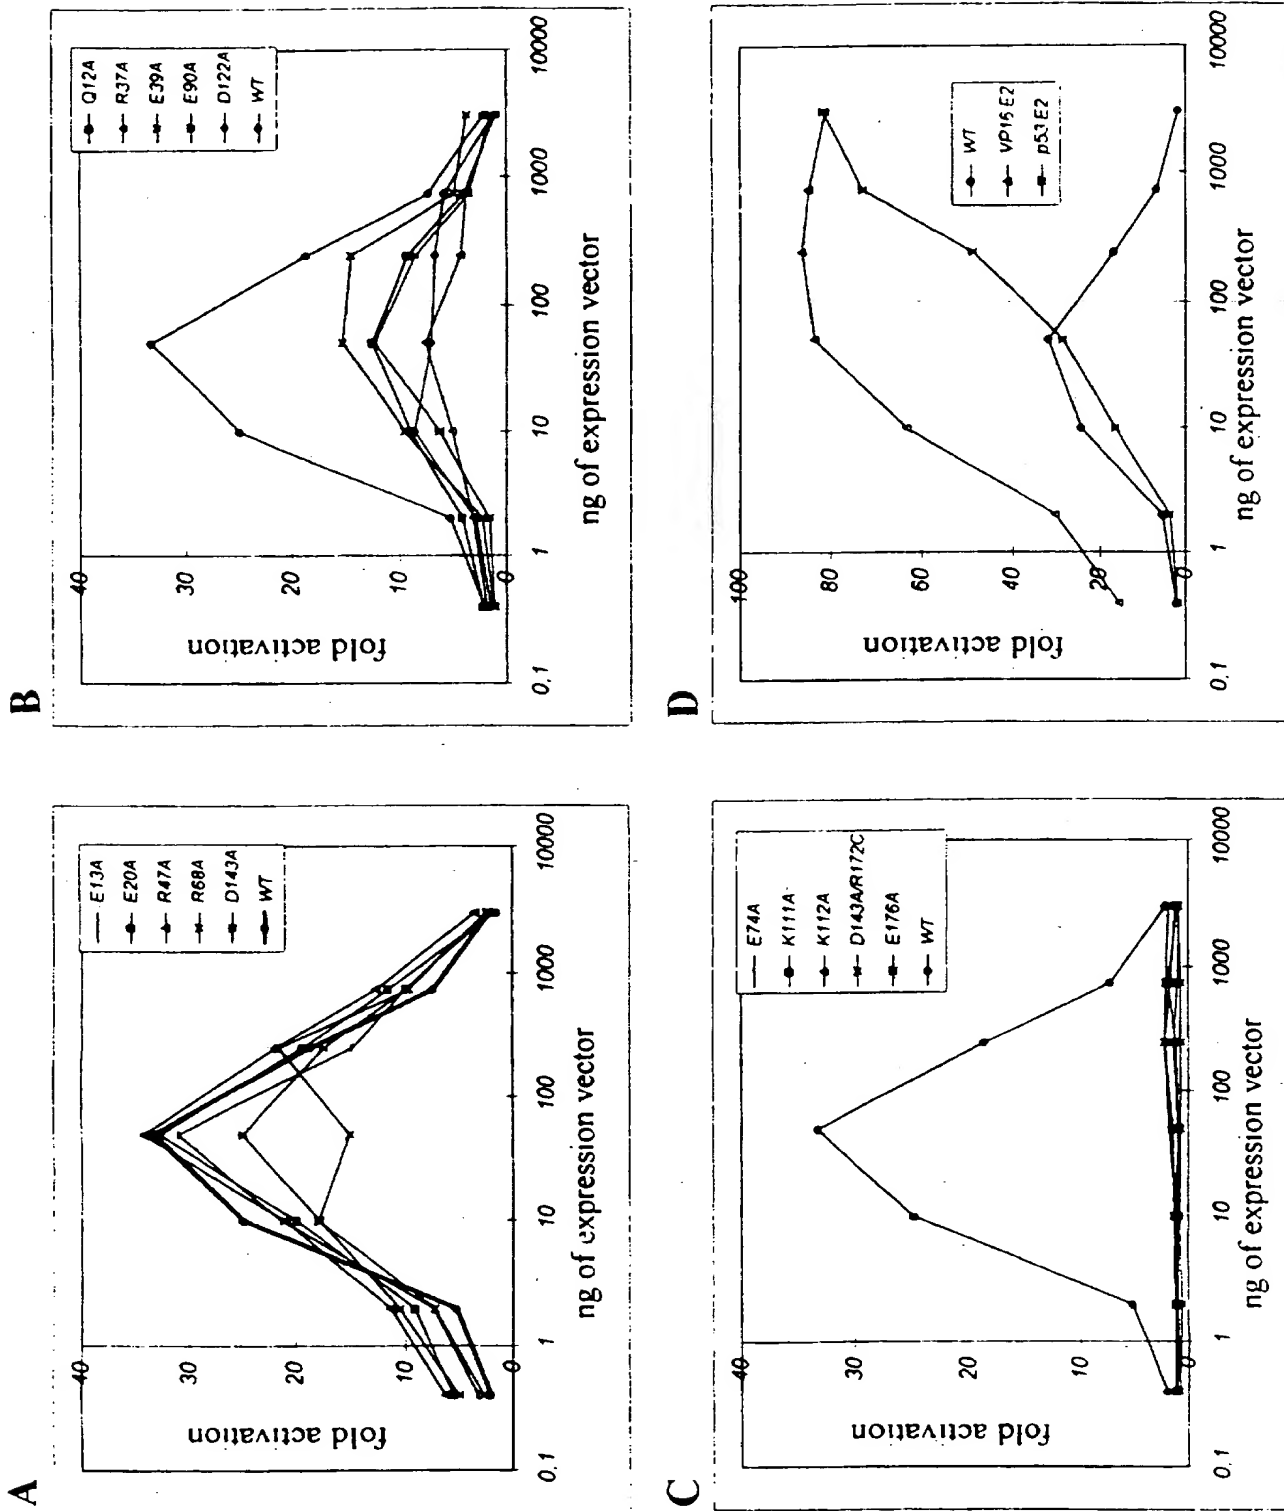 A
fold activation
40
30
20
10
0
0,1
1
10
100
1000
10000
ng of expression vector
E13A
E20A
R47A
R68A
D143A
WT
B
fold activation
40
30
20
10
0
0,1
1
10
100
1000
10000
ng of expression vector
Q12A
R37A
E39A
E90A
D122A
WT
C
fold activation
40
30
20
10
0
0,1
1
10
100
1000
10000
ng of expression vector
E74A
K111A
K112A
D143A/R172C
E176A
WT
D
fold activation
100
80
60
40
20
0
0,1
1
10
100
1000
10000
ng of expression vector
WT
VP16 E2
p53 E2